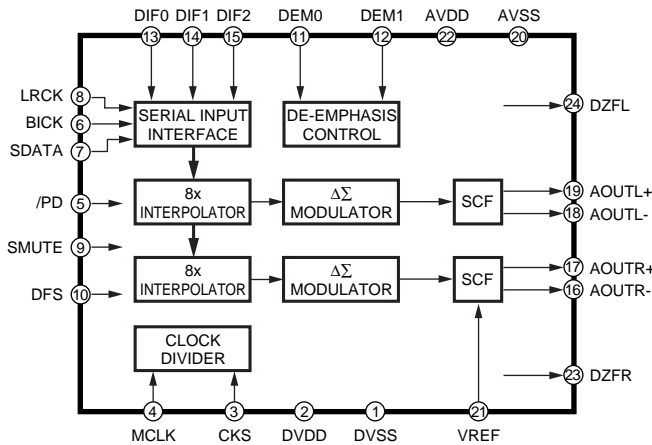 DIF0 DIF1 DIF2 DEM0 DEM1 AVDD AVSS
13 14 15 11 12 22 20
LRCK 8
BICK 6
SDATA 7
SERIAL INPUT
INTERFACE
DE-EMPHASIS
CONTROL
24 DZFL
/PD 5
8x
INTERPOLATOR
ΔΣ
MODULATOR
SCF
19 AOUTL+
18 AOUTL-
SMUTE 9
DFS 10
8x
INTERPOLATOR
ΔΣ
MODULATOR
SCF
17 AOUTR+
16 AOUTR-
CLOCK
DIVIDER
23 DZFR
4 3 2 1 21
MCLK CKS DVDD DVSS VREF